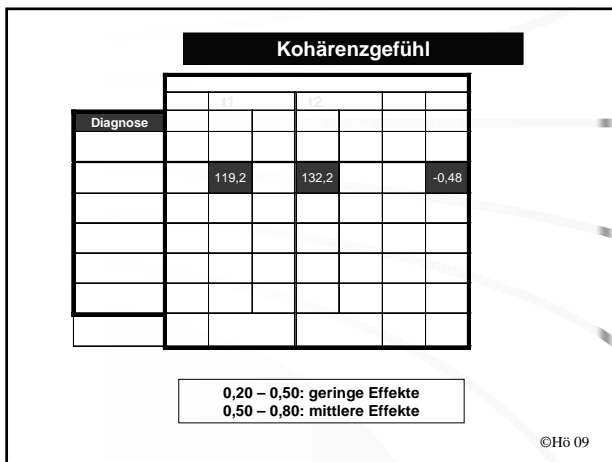 Kohärenzgefühl
t1 t2
Diagnose
119,2 132,2 -0,48
0,20 – 0,50: geringe Effekte
0,50 – 0,80: mittlere Effekte
©Hö 09